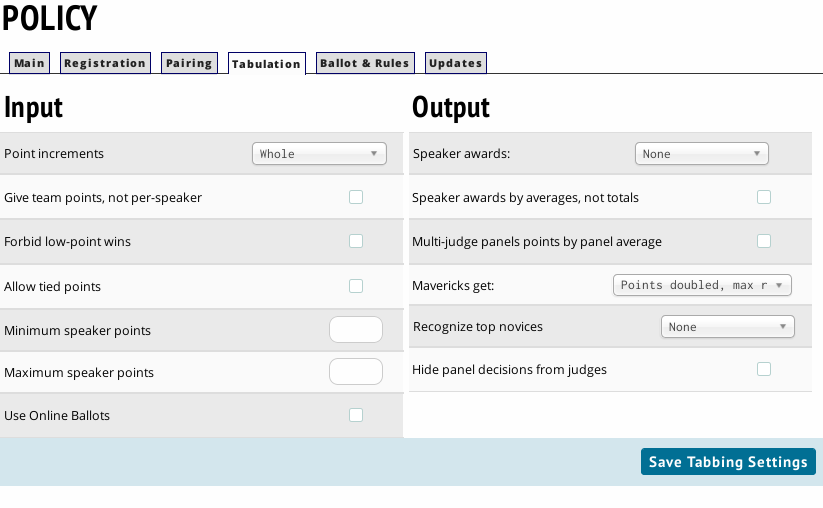 POLICY
Main Registration Pairing Tabulation Ballot & Rules Updates
Input
Point increments Whole
Give team points, not per-speaker
Forbid low-point wins
Allow tied points
Minimum speaker points
Maximum speaker points
Use Online Ballots
Output
Speaker awards: None
Speaker awards by averages, not totals
Multi-judge panels points by panel average
Mavericks get: Points doubled, max r
Recognize top novices None
Hide panel decisions from judges
Save Tabbing Settings